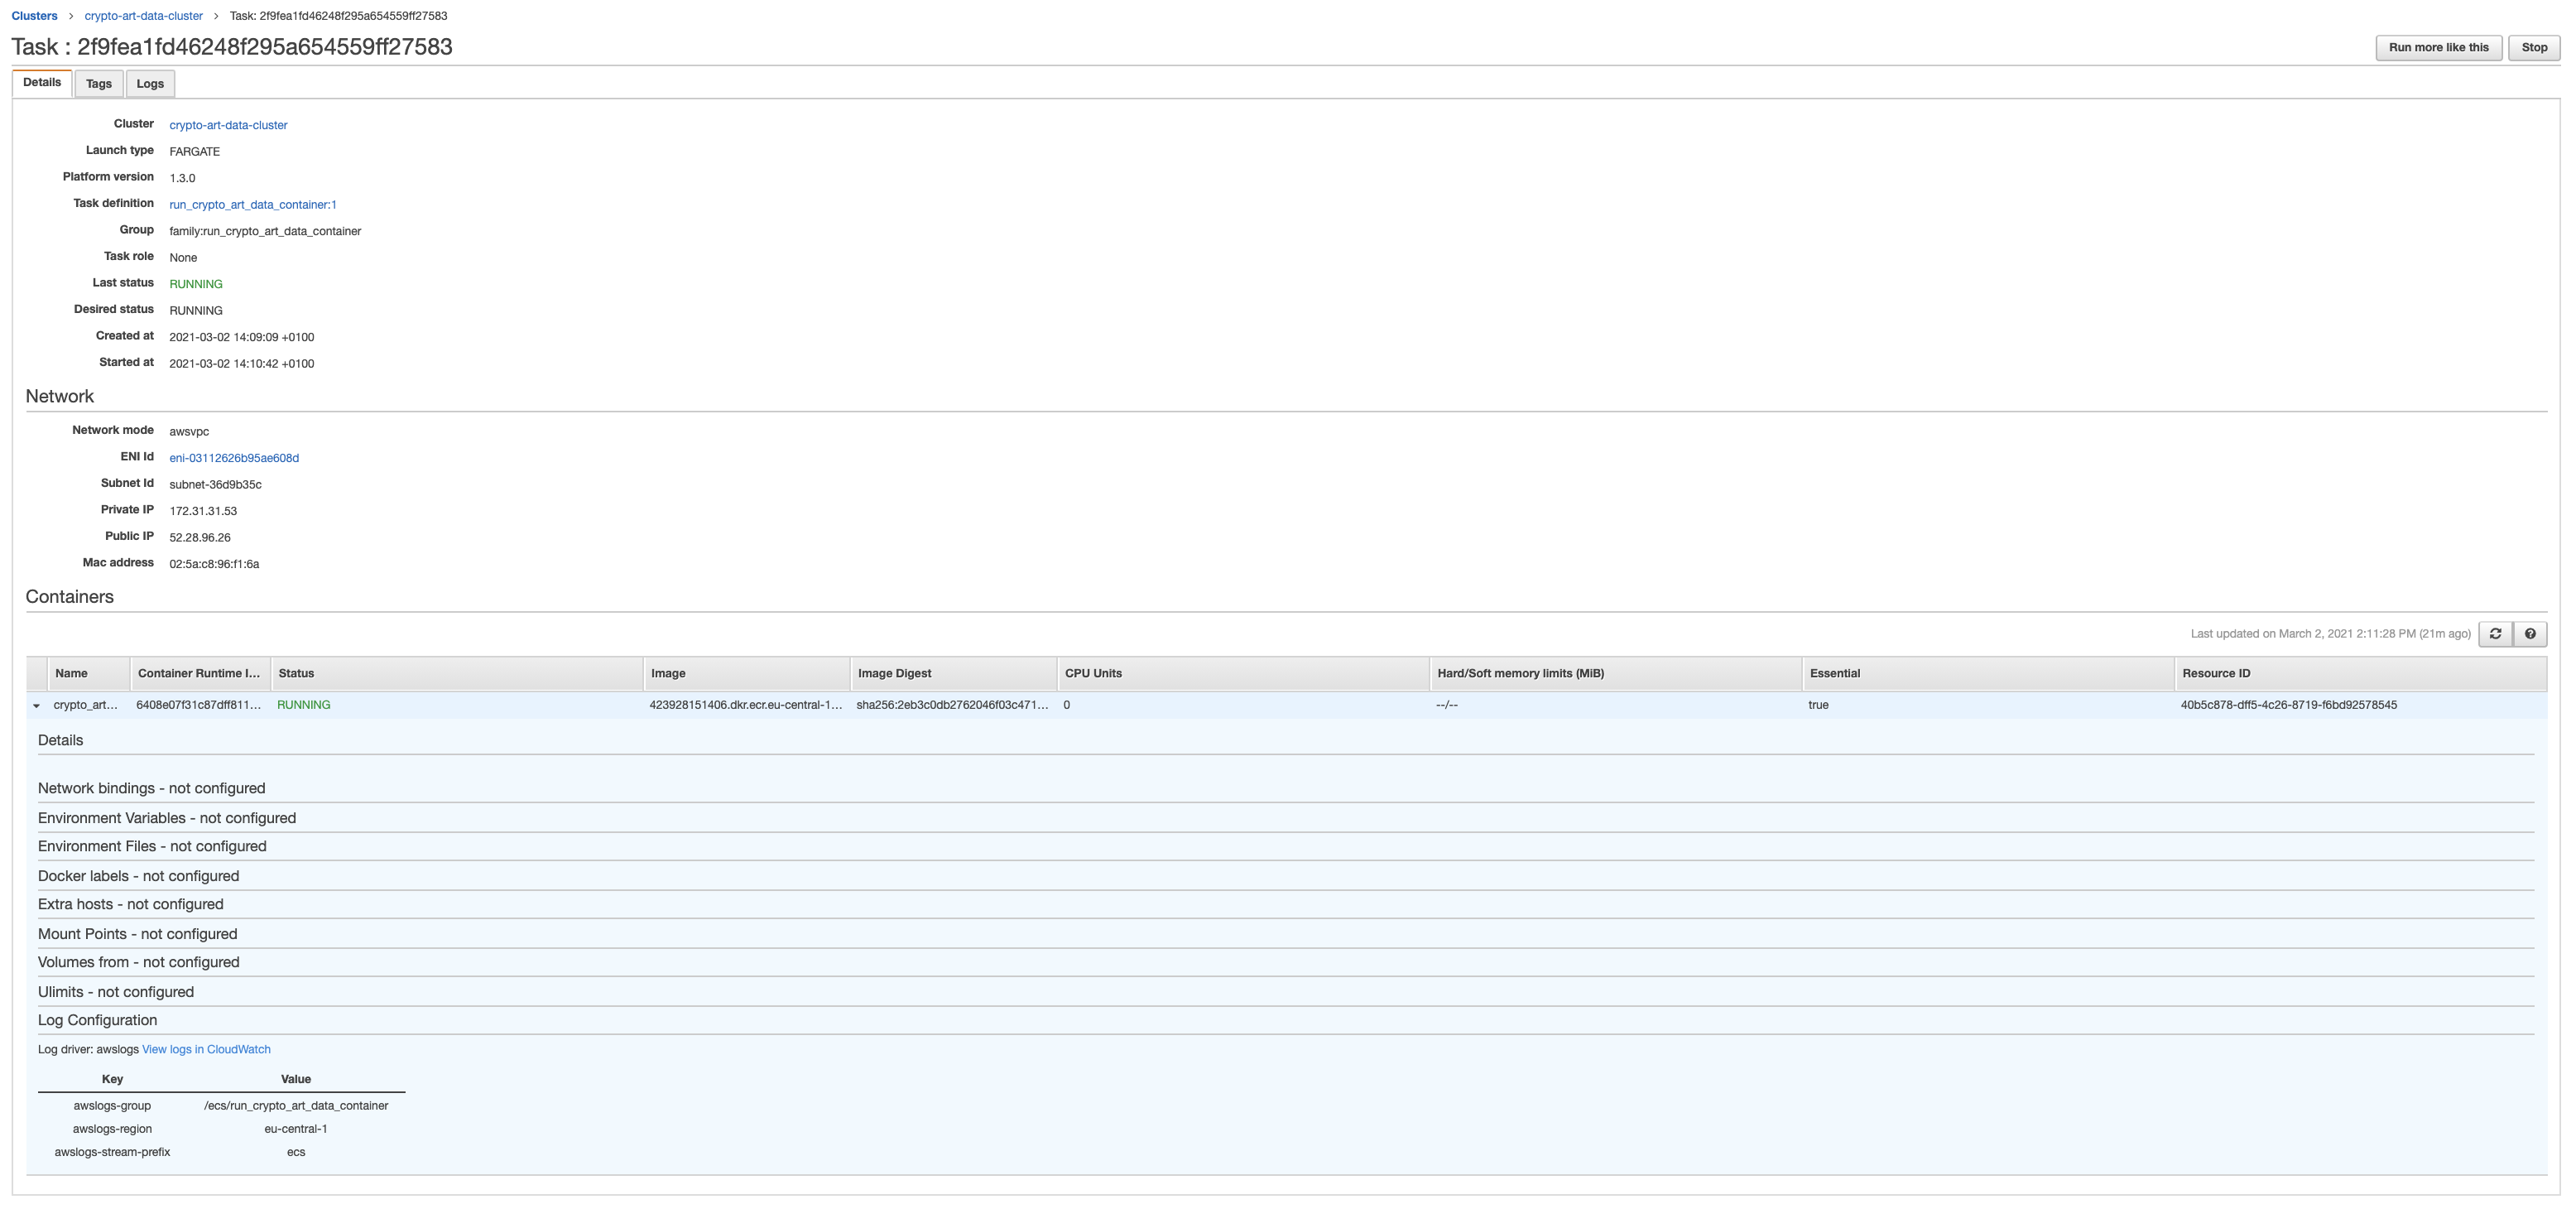 Clusters > crypto-art-data-cluster > Task: 2f9fea1fd46248f295a654559ff27583
Task : 2f9fea1fd46248f295a654559ff27583
Run more like this Stop
Details Tags Logs
Cluster crypto-art-data-cluster
Launch type FARGATE
Platform version 1.3.0
Task definition run_crypto_art_data_container:1
Group family:run_crypto_art_data_container
Task role None
Last status RUNNING
Desired status RUNNING
Created at 2021-03-02 14:09:09 +0100
Started at 2021-03-02 14:10:42 +0100
Network
Network mode awsvpc
ENI Id eni-03112626b95ae608d
Subnet Id subnet-36d9b35c
Private IP 172.31.31.53
Public IP 52.28.96.26
Mac address 02:5a:c8:96:f1:6a
Containers
Last updated on March 2, 2021 2:11:28 PM (21m ago)
Name Container Runtime I... Status Image Image Digest CPU Units Hard/Soft memory limits (MiB) Essential Resource ID
crypto_art... 6408e07f31c87dff811... RUNNING 423928151406.dkr.ecr.eu-central-1... sha256:2eb3c0db2762046f03c471... 0 --/-- true 40b5c878-dff5-4c26-8719-f6bd92578545
Details
Network bindings - not configured
Environment Variables - not configured
Environment Files - not configured
Docker labels - not configured
Extra hosts - not configured
Mount Points - not configured
Volumes from - not configured
Ulimits - not configured
Log Configuration
Log driver: awslogs View logs in CloudWatch
Key Value
awslogs-group /ecs/run_crypto_art_data_container
awslogs-region eu-central-1
awslogs-stream-prefix ecs